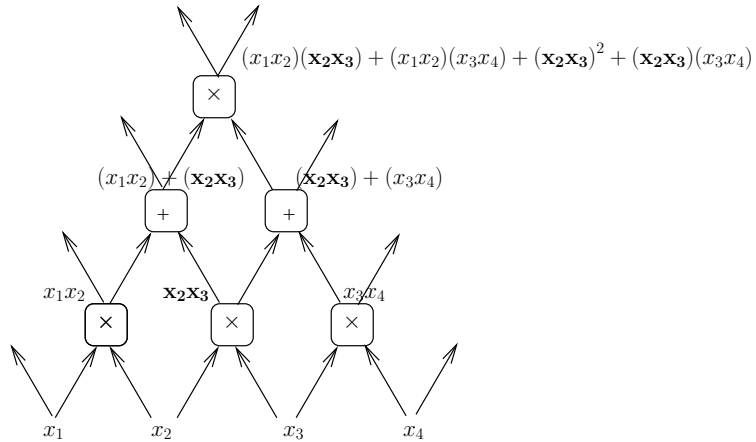 (x₁x₂)(𝐱₂𝐱₃) + (x₁x₂)(x₃x₄) + (𝐱₂𝐱₃)² + (𝐱₂𝐱₃)(x₃x₄)
×
(x₁x₂) + (𝐱₂𝐱₃) (𝐱₂𝐱₃) + (x₃x₄)
+ +
x₁x₂ 𝐱₂𝐱₃ x₃x₄
× × ×
x₁ x₂ x₃ x₄